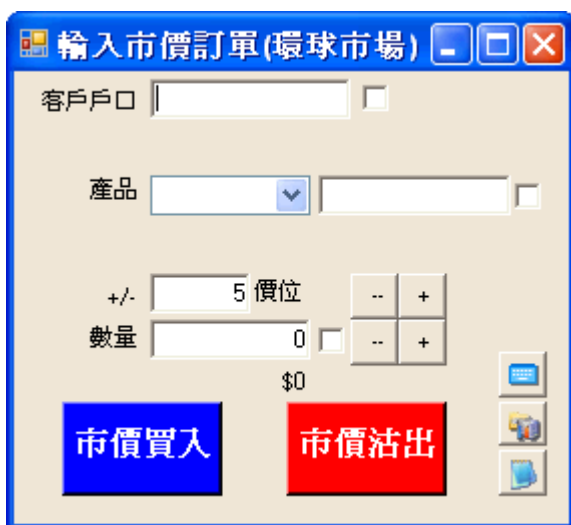 輸入市價訂單(環球市場)
客戶戶口
產品
+/- 5 價位 -- +
數量 0 -- +
$0
市價買入 市價沽出